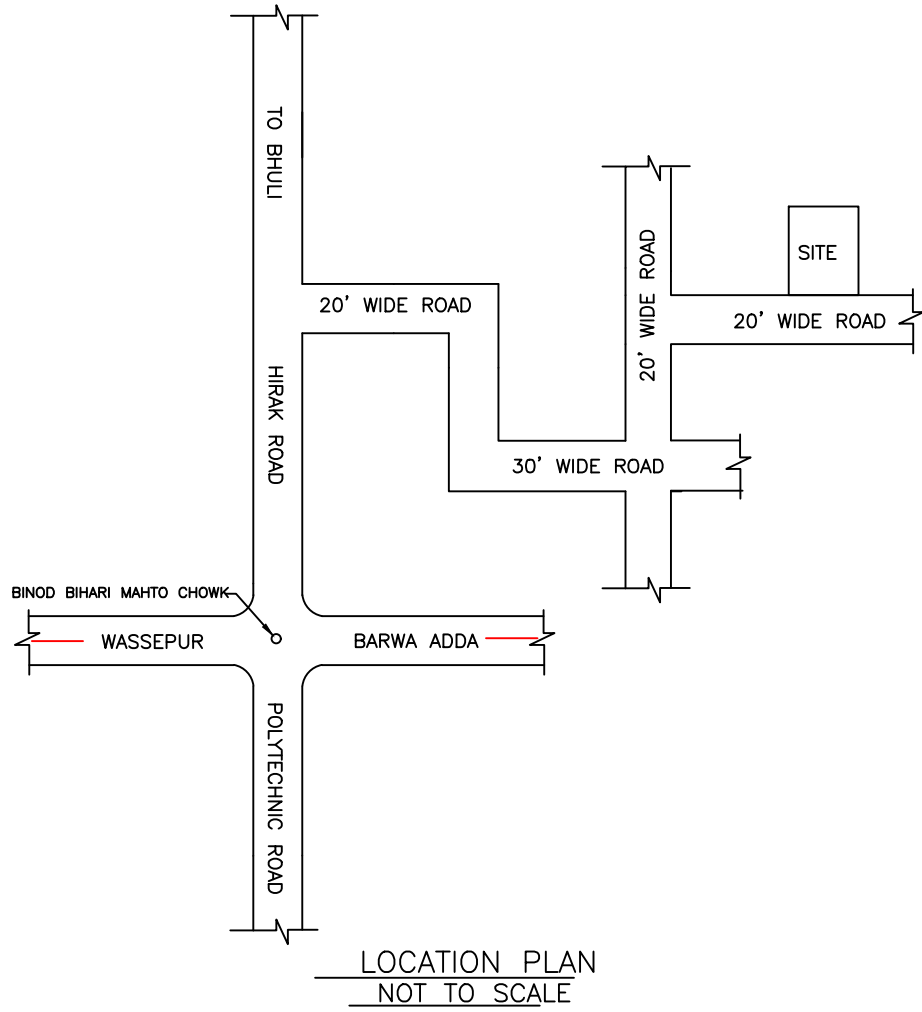 TO BHULI
20' WIDE ROAD
20' WIDE ROAD
SITE
20' WIDE ROAD
HIRAK ROAD
30' WIDE ROAD
BINOD BIHARI MAHTO CHOWK
WASSEPUR
BARWA ADDA
POLYTECHNIC ROAD
LOCATION PLAN
NOT TO SCALE